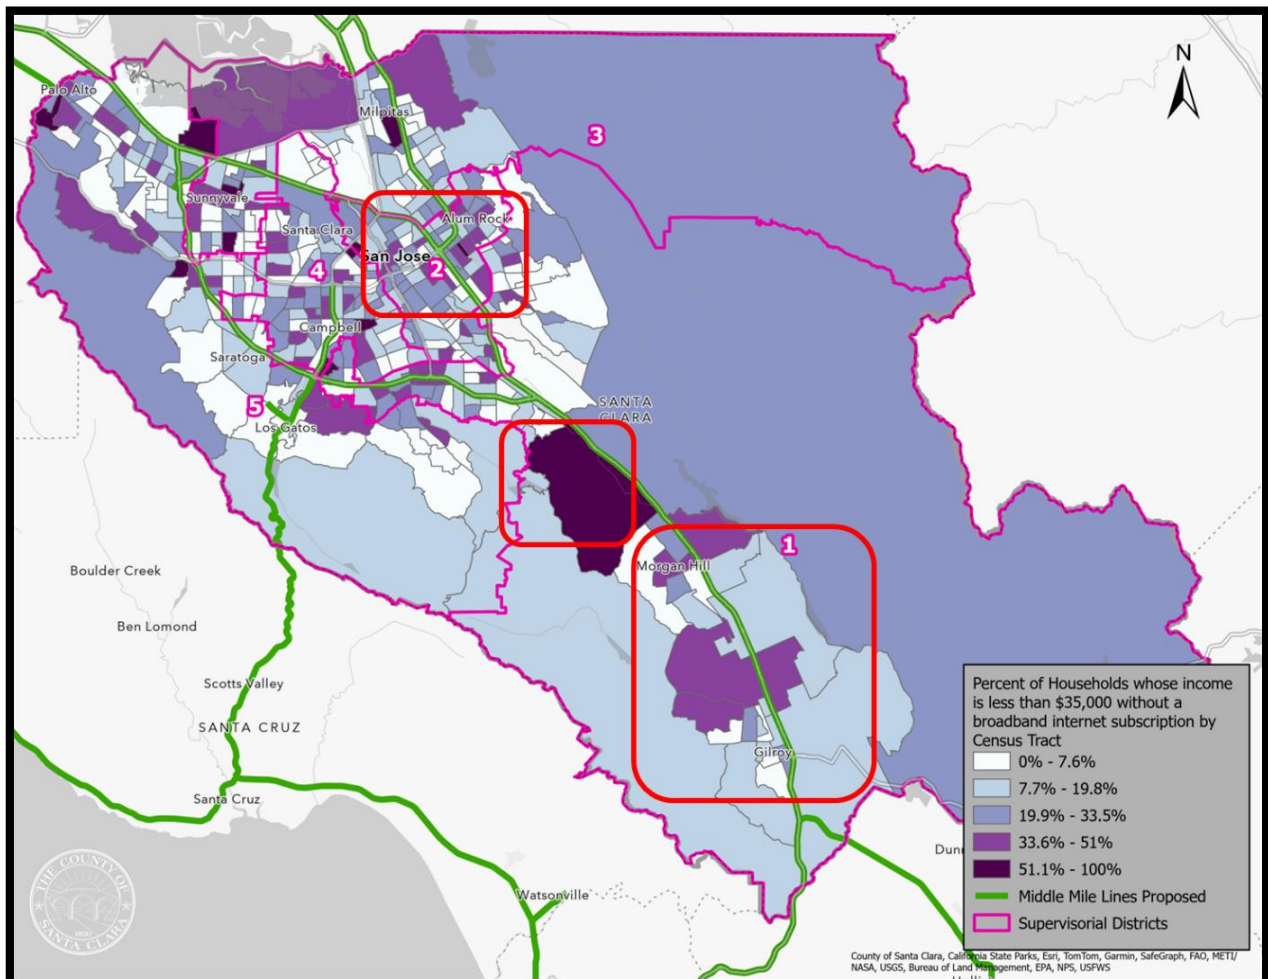 N
Palo Alto
Milpitas
3
Sunnyvale
Alum Rock
Santa Clara
San Jose
4
2
Campbell
Saratoga
SANTA
CLARA
5
Los Gatos
1
Morgan Hill
Boulder Creek
Ben Lomond
Scotts Valley
SANTA CRUZ
Gilroy
Santa Cruz
Watsonville
Percent of Households whose income
is less than $35,000 without a
broadband internet subscription by
Census Tract
0% - 7.6%
7.7% - 19.8%
19.9% - 33.5%
33.6% - 51%
51.1% - 100%
Middle Mile Lines Proposed
Supervisorial Districts
THE COUNTY OF
SANTA CLARA
County of Santa Clara, California State Parks, Esri, TomTom, Garmin, SafeGraph, FAO, METI/
NASA, USGS, Bureau of Land Management, EPA, NPS, USFWS